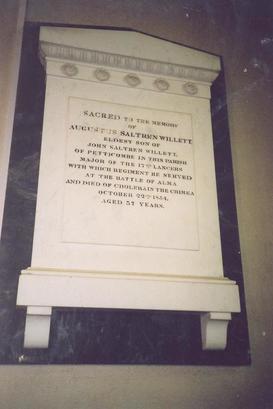 SACRED TO THE MEMORY
OF
AUGUSTUS SALTREN WILLETT,
ELDEST SON OF
JOHN SALTREN WILLETT,
OF PETTICOMBE IN THIS PARISH
MAJOR OF THE 17TH LANCERS
WITH WHICH REGIMENT HE SERVED
AT THE BATTLE OF ALMA
AND DIED OF CHOLERA IN THE CRIMEA
OCTOBER 22ND 1854,
AGED 37 YEARS.